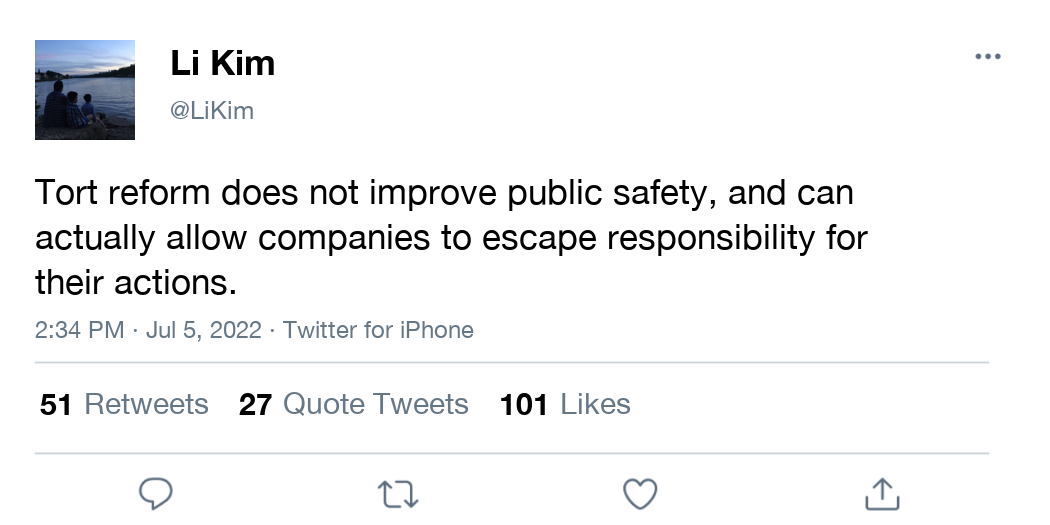 Li Kim
@LiKim
Tort reform does not improve public safety, and can
actually allow companies to escape responsibility for
their actions.
2:34 PM · Jul 5, 2022 · Twitter for iPhone
51 Retweets 27 Quote Tweets 101 Likes